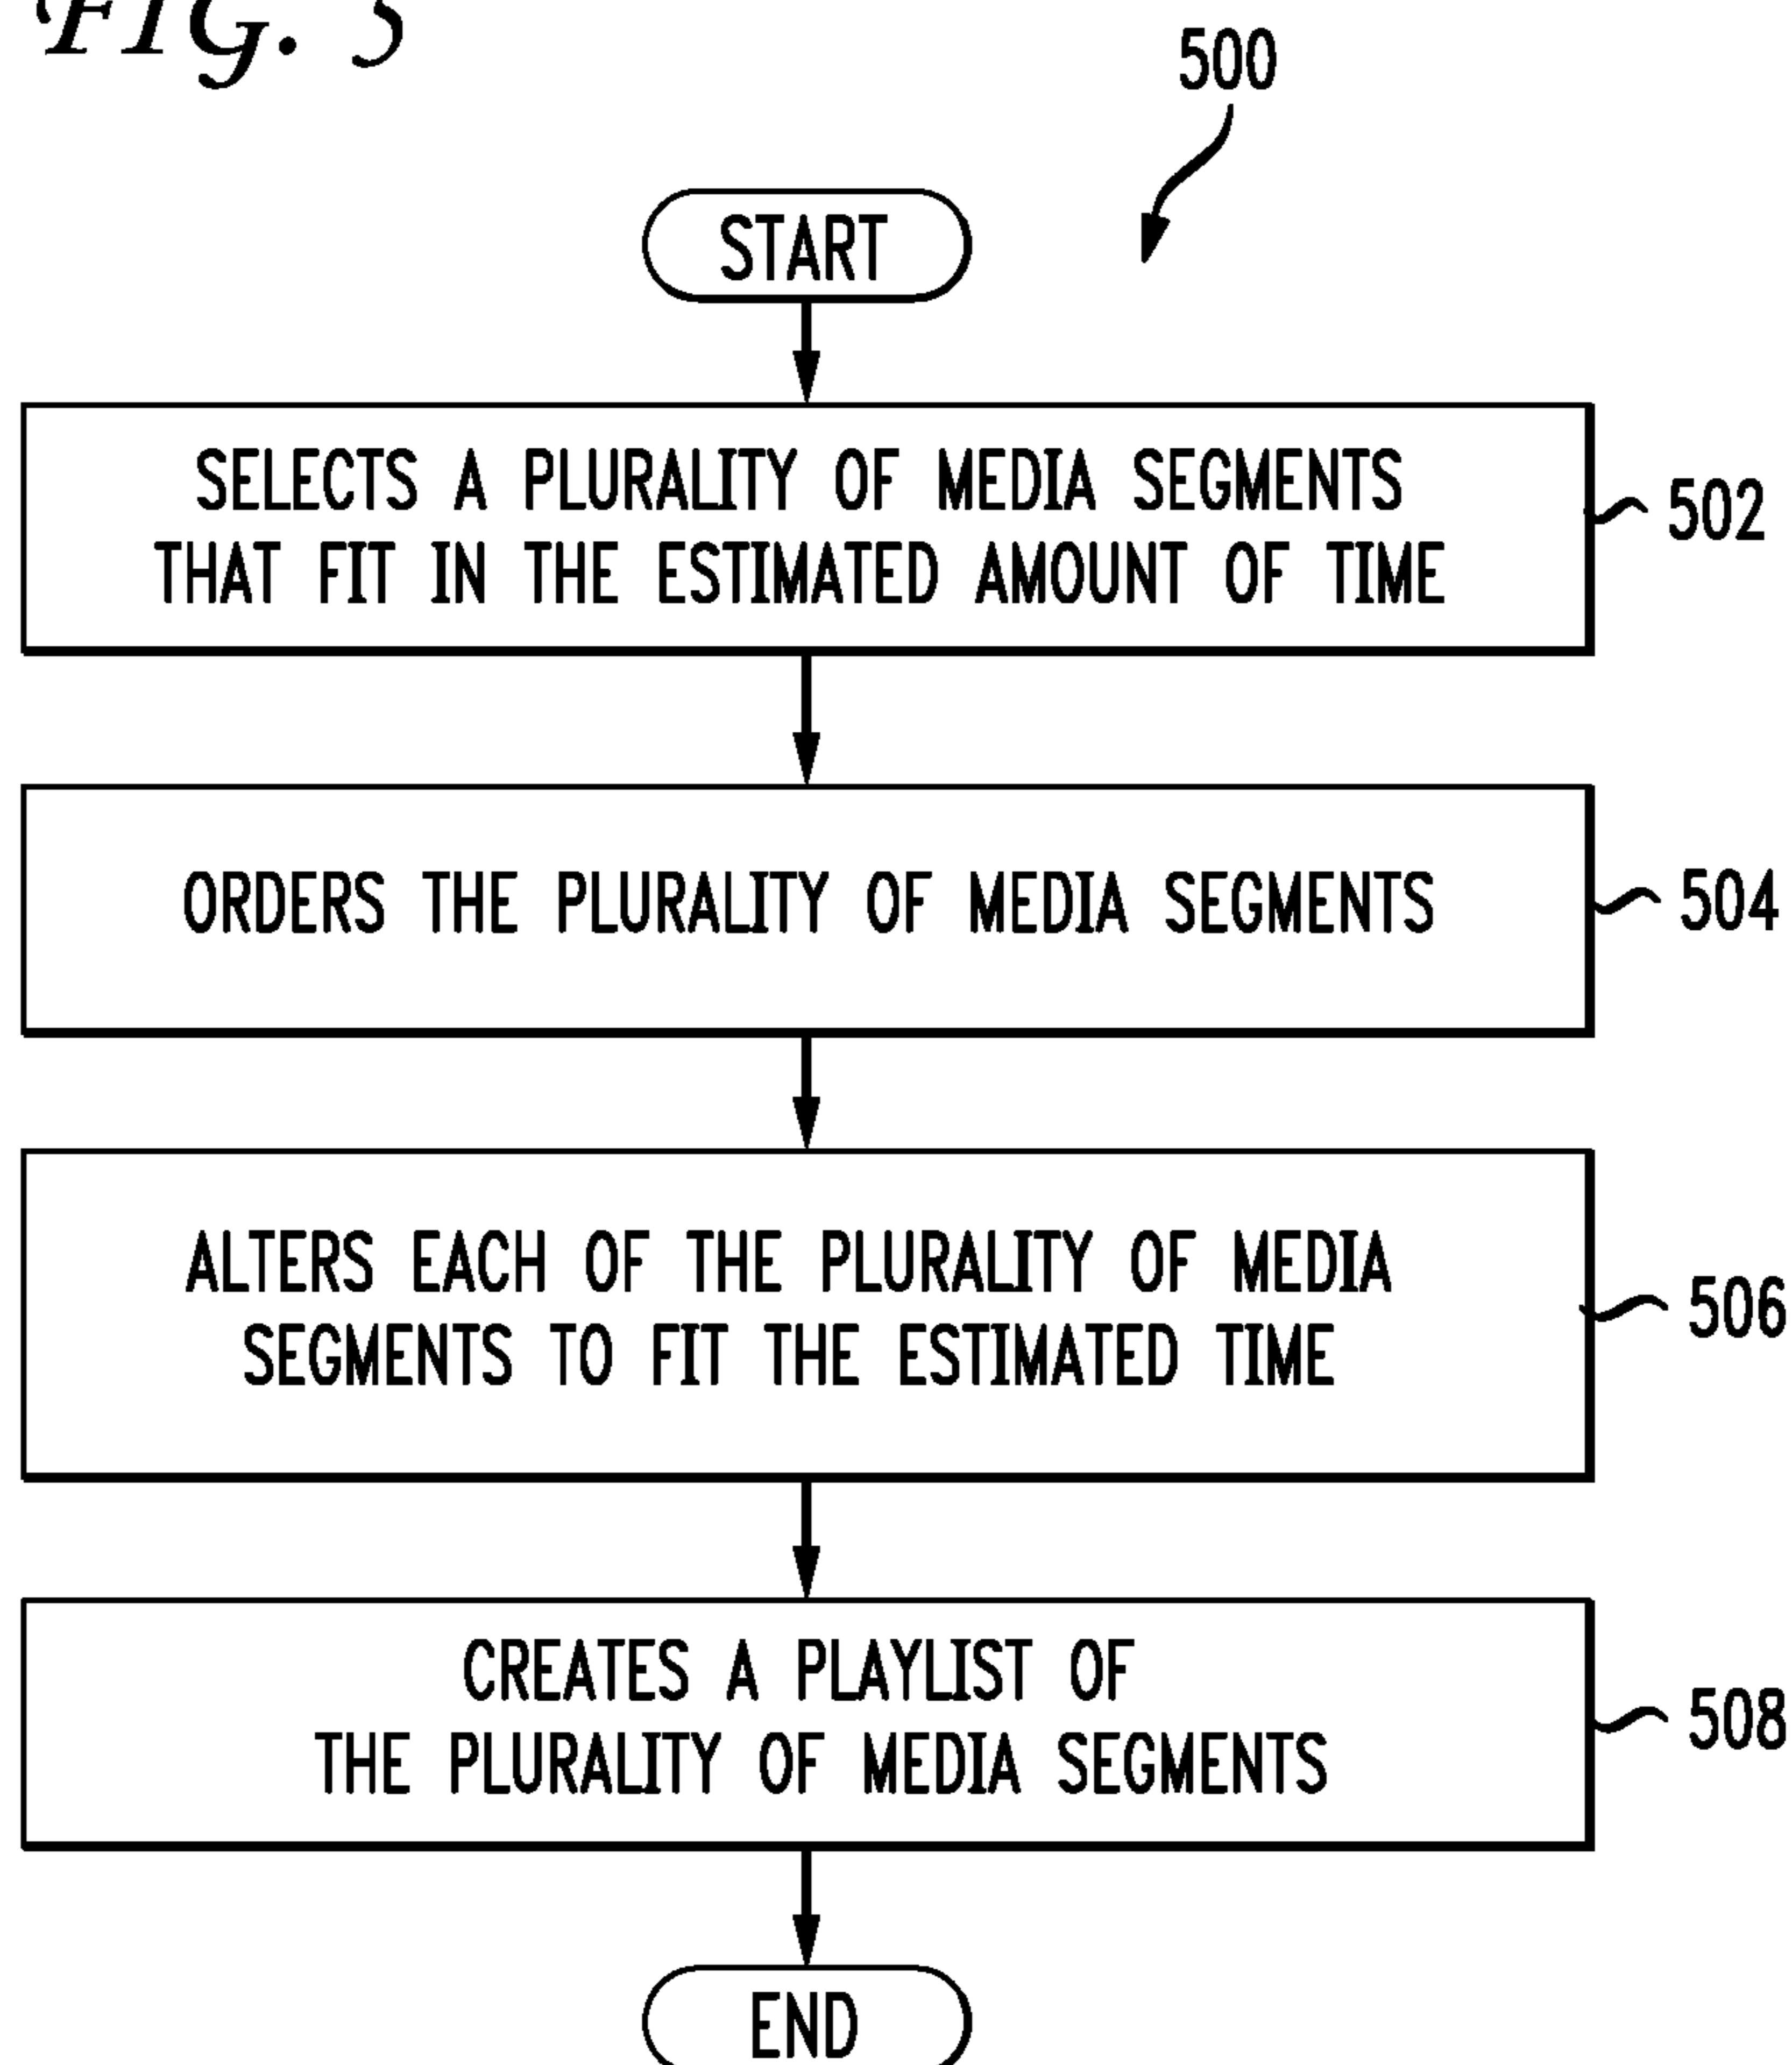 FIG. 5
500
START
SELECTS A PLURALITY OF MEDIA SEGMENTS
THAT FIT IN THE ESTIMATED AMOUNT OF TIME
502
ORDERS THE PLURALITY OF MEDIA SEGMENTS
504
ALTERS EACH OF THE PLURALITY OF MEDIA
SEGMENTS TO FIT THE ESTIMATED TIME
506
CREATES A PLAYLIST OF
THE PLURALITY OF MEDIA SEGMENTS
508
END